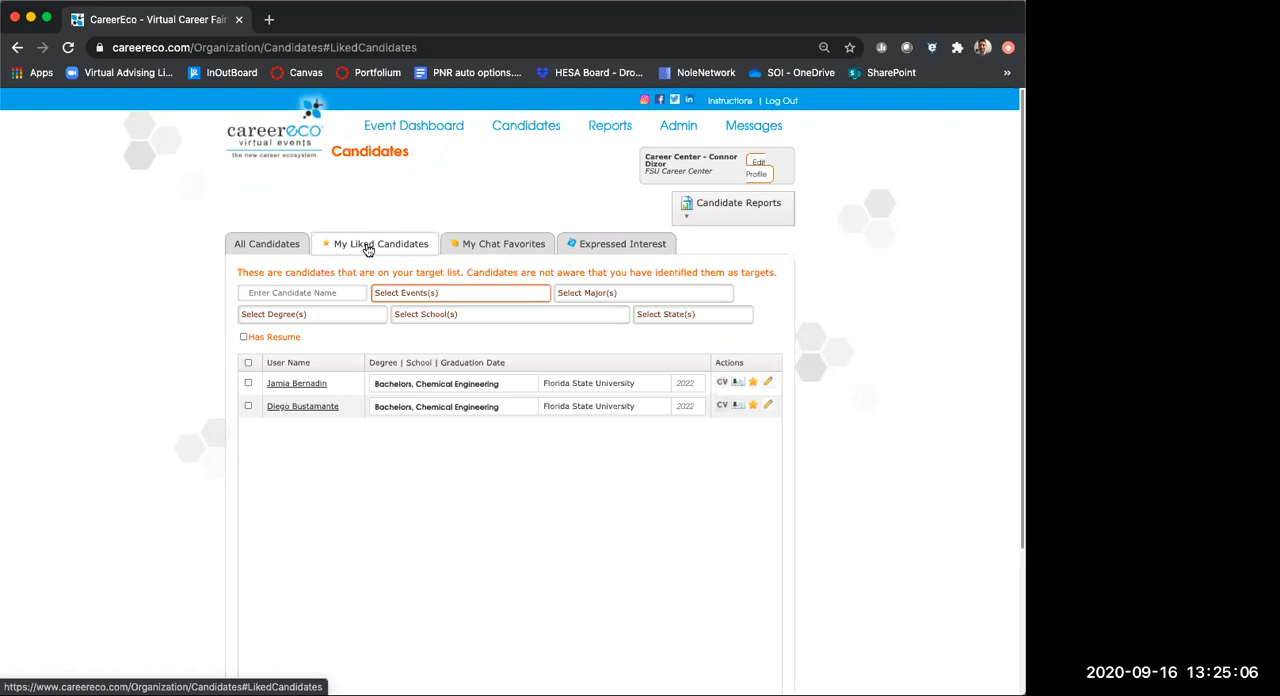 CareerEco - Virtual Career Fair
careereco.com/Organization/Candidates#LikedCandidates
Apps Virtual Advising Li... InOutBoard Canvas Portfolium PNR auto options.... HESA Board - Dro... NoleNetwork SOI - OneDrive SharePoint »
Instructions | Log Out
careereco
virtual events
the new career ecosystem
Event Dashboard Candidates Reports Admin Messages
Candidates
Career Center - Connor Dizor
FSU Career Center
Edit Profile
Candidate Reports
All Candidates My Liked Candidates My Chat Favorites Expressed Interest
These are candidates that are on your target list. Candidates are not aware that you have identified them as targets.
Enter Candidate Name Select Events(s) Select Major(s)
Select Degree(s) Select School(s) Select State(s)
Has Resume
User Name Degree | School | Graduation Date Actions
Jamia Bernadin Bachelors, Chemical Engineering Florida State University 2022 CV
Diego Bustamante Bachelors, Chemical Engineering Florida State University 2022 CV
https://www.careereco.com/Organization/Candidates#LikedCandidates
2020-09-16 13:25:06